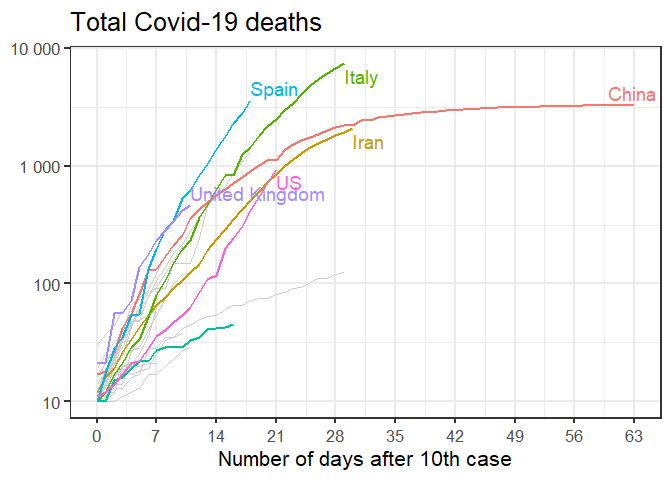 Total Covid-19 deaths
10 000
1 000
100
10
Spain
Italy
China
Iran
US
United Kingdom
0 7 14 21 28 35 42 49 56 63
Number of days after 10th case